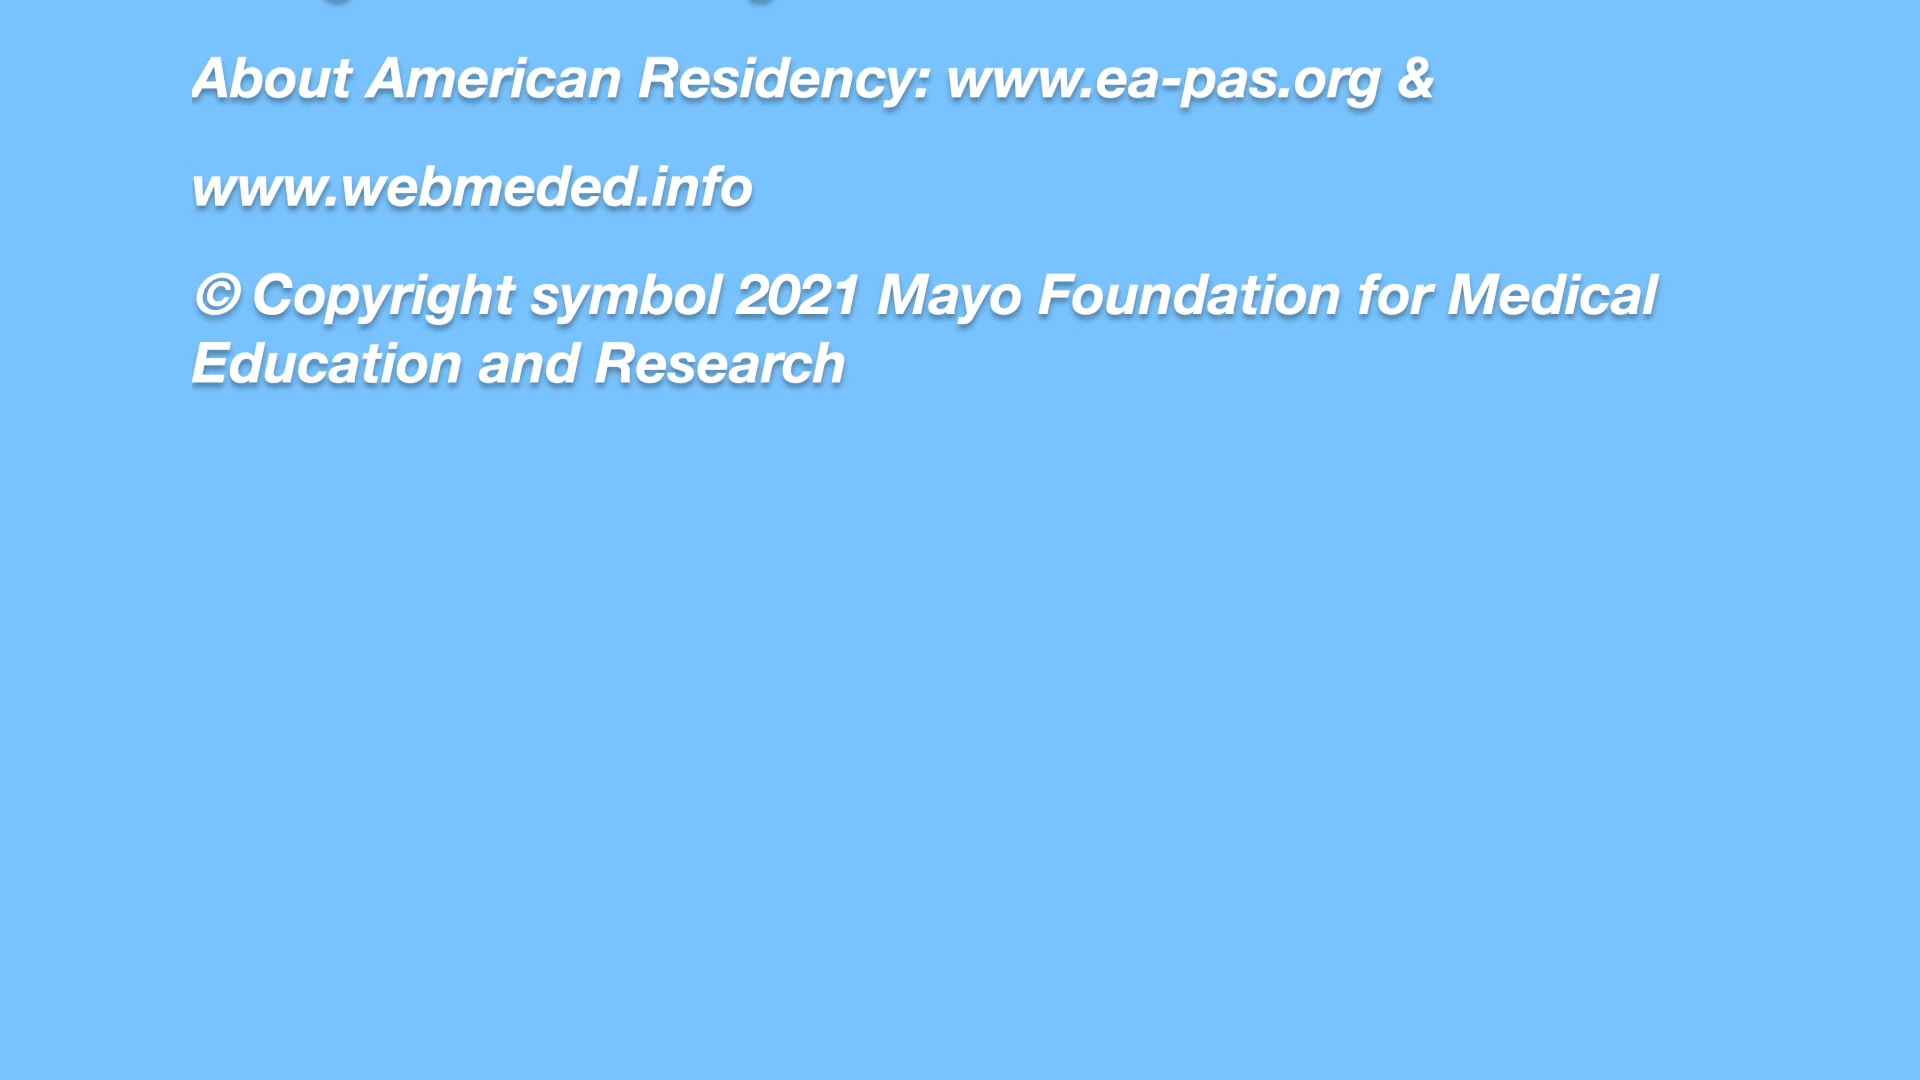 About American Residency: www.ea-pas.org &
www.webmeded.info
© Copyright symbol 2021 Mayo Foundation for Medical
Education and Research